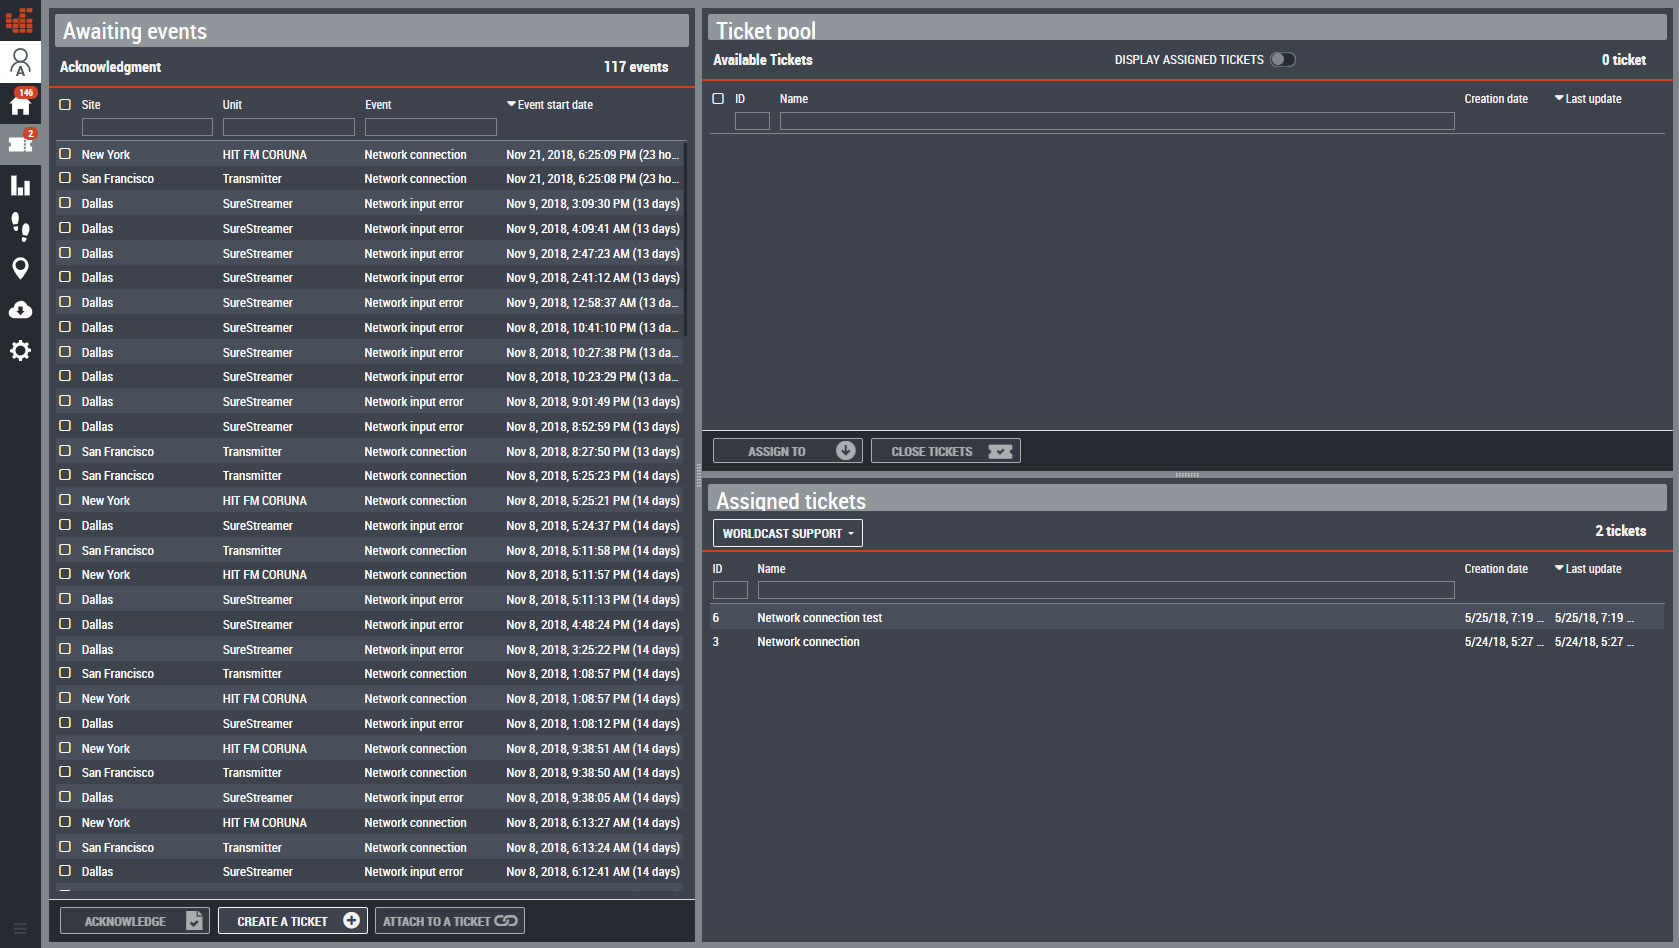 Awaiting events
Acknowledgment 117 events
Site Unit Event Event start date
New York HIT FM CORUNA Network connection Nov 21, 2018, 6:25:09 PM (23 ho...
San Francisco Transmitter Network connection Nov 21, 2018, 6:25:08 PM (23 ho...
Dallas SureStreamer Network input error Nov 9, 2018, 3:09:30 PM (13 days)
Dallas SureStreamer Network input error Nov 9, 2018, 4:09:41 AM (13 days)
Dallas SureStreamer Network input error Nov 9, 2018, 2:47:23 AM (13 days)
Dallas SureStreamer Network input error Nov 9, 2018, 2:41:12 AM (13 days)
Dallas SureStreamer Network input error Nov 9, 2018, 12:58:37 AM (13 da...
Dallas SureStreamer Network input error Nov 8, 2018, 10:41:10 PM (13 da...
Dallas SureStreamer Network input error Nov 8, 2018, 10:27:38 PM (13 da...
Dallas SureStreamer Network input error Nov 8, 2018, 10:23:29 PM (13 da...
Dallas SureStreamer Network input error Nov 8, 2018, 9:01:49 PM (13 days)
Dallas SureStreamer Network input error Nov 8, 2018, 8:52:59 PM (13 days)
San Francisco Transmitter Network connection Nov 8, 2018, 8:27:50 PM (13 days)
San Francisco Transmitter Network connection Nov 8, 2018, 5:25:23 PM (14 days)
New York HIT FM CORUNA Network connection Nov 8, 2018, 5:25:21 PM (14 days)
Dallas SureStreamer Network input error Nov 8, 2018, 5:24:37 PM (14 days)
San Francisco Transmitter Network connection Nov 8, 2018, 5:11:58 PM (14 days)
New York HIT FM CORUNA Network connection Nov 8, 2018, 5:11:57 PM (14 days)
Dallas SureStreamer Network input error Nov 8, 2018, 5:11:13 PM (14 days)
Dallas SureStreamer Network input error Nov 8, 2018, 4:48:24 PM (14 days)
Dallas SureStreamer Network input error Nov 8, 2018, 3:25:22 PM (14 days)
San Francisco Transmitter Network connection Nov 8, 2018, 1:08:57 PM (14 days)
New York HIT FM CORUNA Network connection Nov 8, 2018, 1:08:57 PM (14 days)
Dallas SureStreamer Network input error Nov 8, 2018, 1:08:12 PM (14 days)
New York HIT FM CORUNA Network connection Nov 8, 2018, 9:38:51 AM (14 days)
San Francisco Transmitter Network connection Nov 8, 2018, 9:38:50 AM (14 days)
Dallas SureStreamer Network input error Nov 8, 2018, 9:38:05 AM (14 days)
New York HIT FM CORUNA Network connection Nov 8, 2018, 6:13:27 AM (14 days)
San Francisco Transmitter Network connection Nov 8, 2018, 6:13:24 AM (14 days)
Dallas SureStreamer Network input error Nov 8, 2018, 6:12:41 AM (14 days)
ACKNOWLEDGE CREATE A TICKET ATTACH TO A TICKET
A
146
2
Ticket pool
Available Tickets DISPLAY ASSIGNED TICKETS 0 ticket
ID Name Creation date Last update
ASSIGN TO CLOSE TICKETS
Assigned tickets
WORLDCAST SUPPORT 2 tickets
ID Name Creation date Last update
6 Network connection test 5/25/18, 7:19 ... 5/25/18, 7:19 ...
3 Network connection 5/24/18, 5:27 ... 5/24/18, 5:27 ...